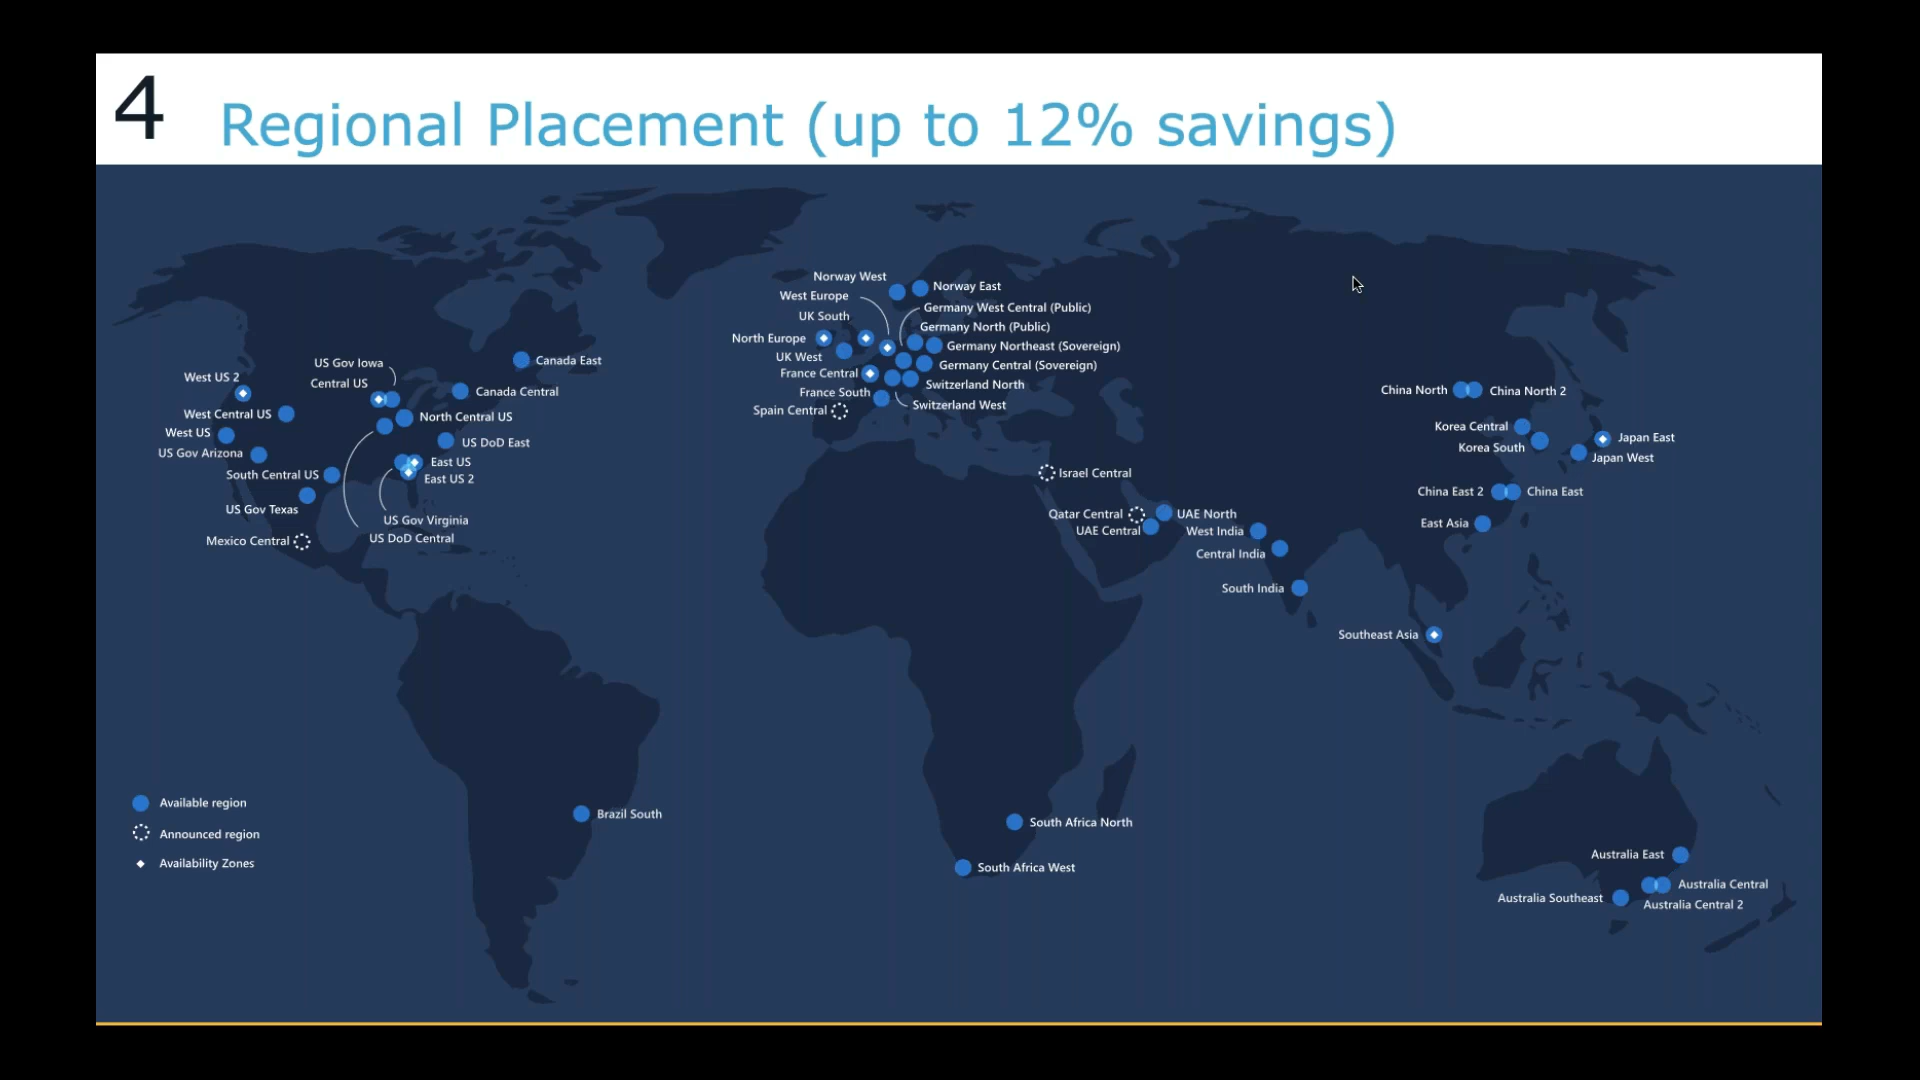 4
Regional Placement (up to 12% savings)
Norway West
Norway East
West Europe
Germany West Central (Public)
UK South
Germany North (Public)
North Europe
Germany Northeast (Sovereign)
UK West
Germany Central (Sovereign)
France Central
Switzerland North
France South
Switzerland West
Spain Central
US Gov Iowa
Canada East
West US 2
Central US
Canada Central
West Central US
North Central US
West US
US DoD East
US Gov Arizona
East US
South Central US
East US 2
US Gov Texas
US Gov Virginia
US DoD Central
Mexico Central
China North
China North 2
Korea Central
Japan East
Korea South
Japan West
Israel Central
China East 2
China East
Qatar Central
UAE North
East Asia
UAE Central
West India
Central India
South India
Southeast Asia
Available region
Announced region
Availability Zones
Brazil South
South Africa North
South Africa West
Australia East
Australia Central
Australia Southeast
Australia Central 2